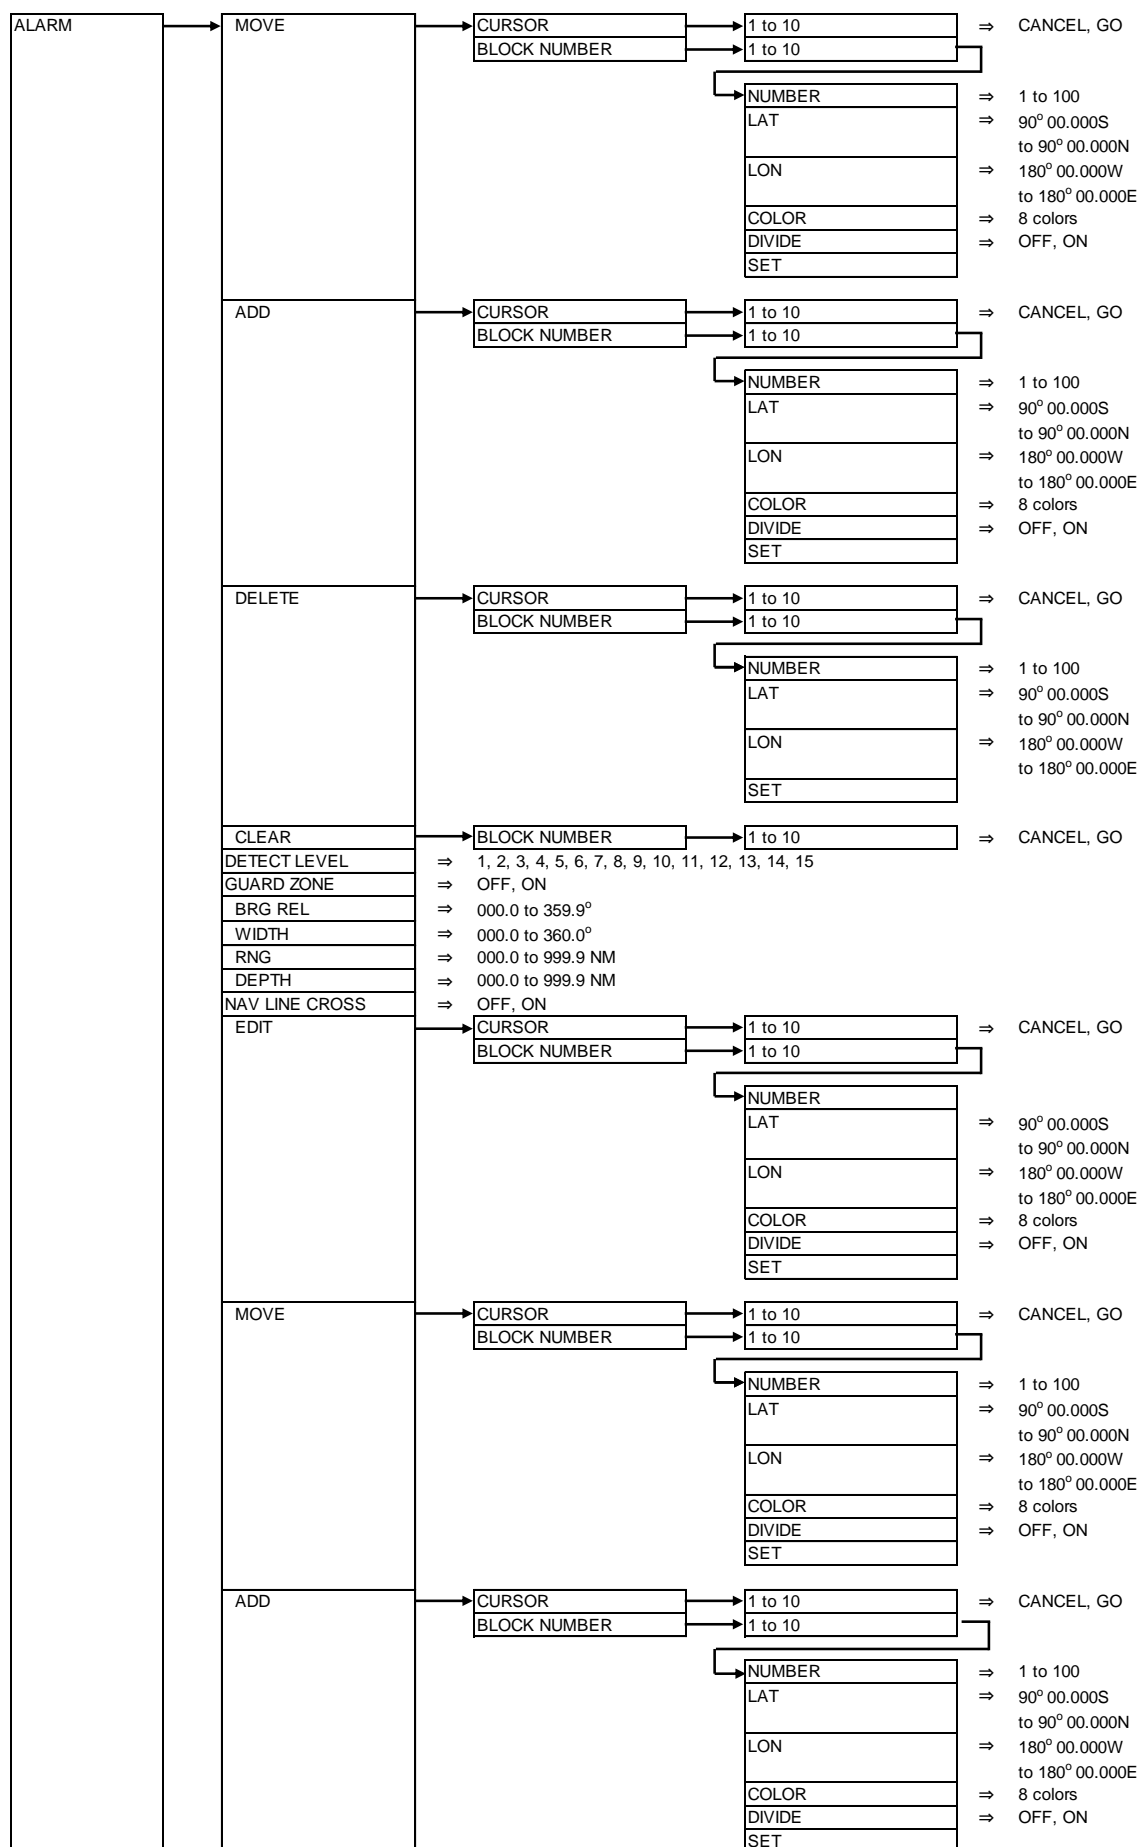 ALARM MOVE CURSOR 1 to 10 ⇒ CANCEL, GO
BLOCK NUMBER 1 to 10
NUMBER ⇒ 1 to 100
LAT ⇒ 90° 00.000S
to 90° 00.000N
LON ⇒ 180° 00.000W
to 180° 00.000E
COLOR ⇒ 8 colors
DIVIDE ⇒ OFF, ON
SET
ADD CURSOR 1 to 10 ⇒ CANCEL, GO
BLOCK NUMBER 1 to 10
NUMBER ⇒ 1 to 100
LAT ⇒ 90° 00.000S
to 90° 00.000N
LON ⇒ 180° 00.000W
to 180° 00.000E
COLOR ⇒ 8 colors
DIVIDE ⇒ OFF, ON
SET
DELETE CURSOR 1 to 10 ⇒ CANCEL, GO
BLOCK NUMBER 1 to 10
NUMBER ⇒ 1 to 100
LAT ⇒ 90° 00.000S
to 90° 00.000N
LON ⇒ 180° 00.000W
to 180° 00.000E
SET
CLEAR BLOCK NUMBER 1 to 10 ⇒ CANCEL, GO
DETECT LEVEL ⇒ 1, 2, 3, 4, 5, 6, 7, 8, 9, 10, 11, 12, 13, 14, 15
GUARD ZONE ⇒ OFF, ON
BRG REL ⇒ 000.0 to 359.9°
WIDTH ⇒ 000.0 to 360.0°
RNG ⇒ 000.0 to 999.9 NM
DEPTH ⇒ 000.0 to 999.9 NM
NAV LINE CROSS ⇒ OFF, ON
EDIT CURSOR 1 to 10 ⇒ CANCEL, GO
BLOCK NUMBER 1 to 10
NUMBER
LAT ⇒ 90° 00.000S
to 90° 00.000N
LON ⇒ 180° 00.000W
to 180° 00.000E
COLOR ⇒ 8 colors
DIVIDE ⇒ OFF, ON
SET
MOVE CURSOR 1 to 10 ⇒ CANCEL, GO
BLOCK NUMBER 1 to 10
NUMBER ⇒ 1 to 100
LAT ⇒ 90° 00.000S
to 90° 00.000N
LON ⇒ 180° 00.000W
to 180° 00.000E
COLOR ⇒ 8 colors
DIVIDE ⇒ OFF, ON
SET
ADD CURSOR 1 to 10 ⇒ CANCEL, GO
BLOCK NUMBER 1 to 10
NUMBER ⇒ 1 to 100
LAT ⇒ 90° 00.000S
to 90° 00.000N
LON ⇒ 180° 00.000W
to 180° 00.000E
COLOR ⇒ 8 colors
DIVIDE ⇒ OFF, ON
SET